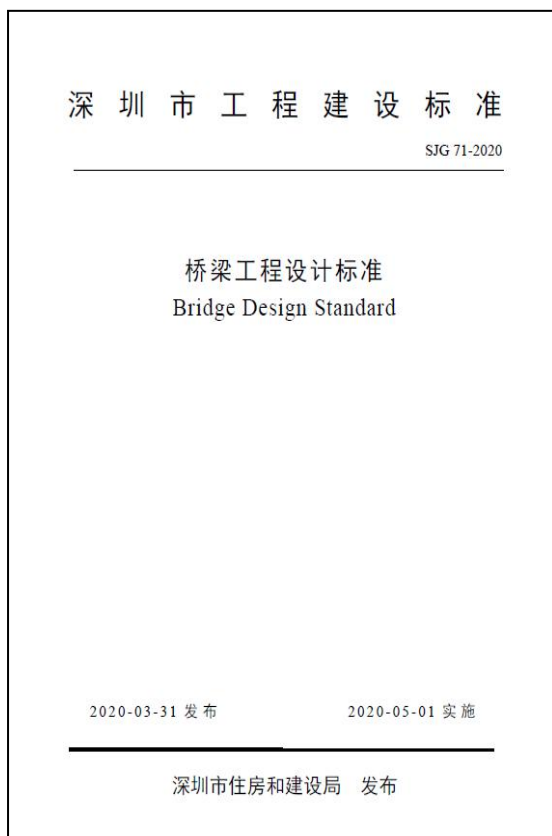 深圳市工程建设标准
SJG 71-2020
桥梁工程设计标准
Bridge Design Standard
2020-03-31 发布 2020-05-01 实施
深圳市住房和建设局 发布